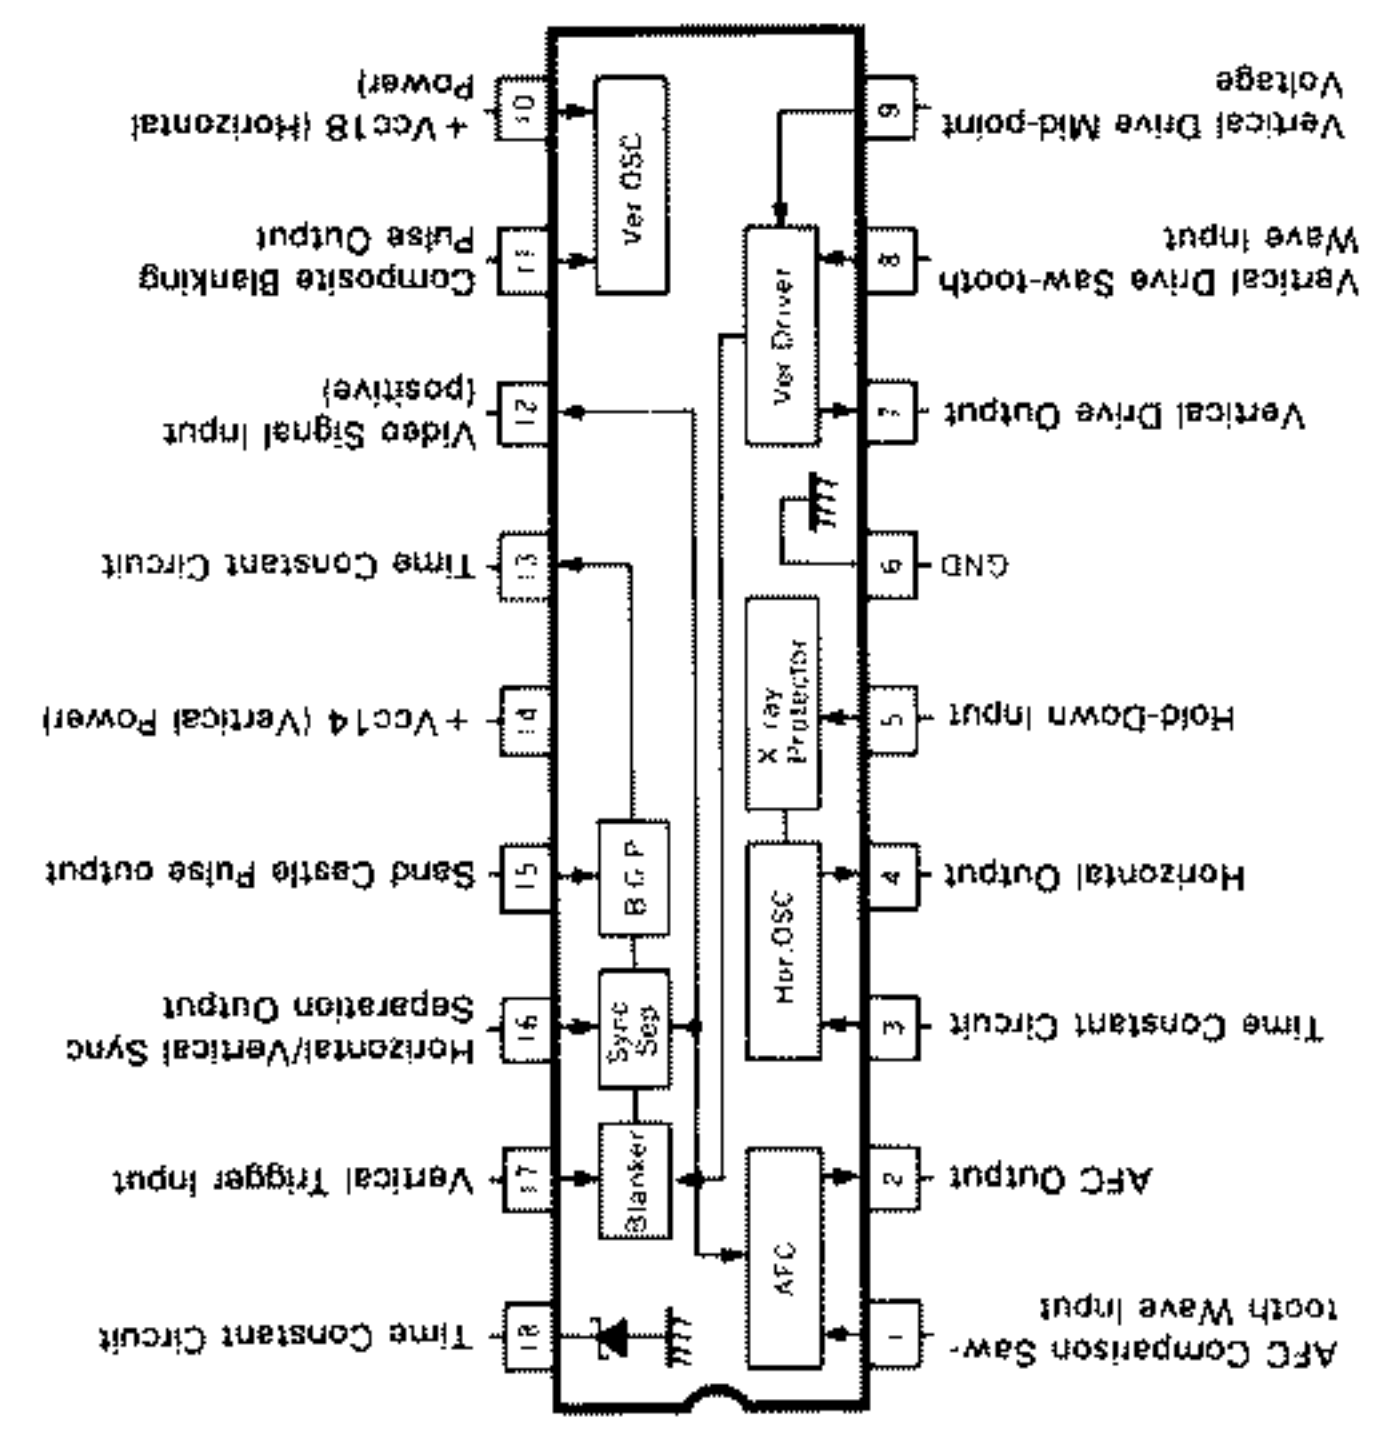 AFC Comparison Saw-
tooth Wave Input
1
AFC Output
2
Time Constant Circuit
3
Horizontal Output
4
Hold-Down Input
5
GND
6
Vertical Drive Output
7
Vertical Drive Saw-tooth
Wave Input
8
Vertical Drive Mid-point
Voltage
9
AFC
Hor.OSC
X ray
Protector
Ver Driver
Blanker
Sync
Sep
B G P
Ver OSC
18
Time Constant Circuit
17
Vertical Trigger Input
16
Horizontal/Vertical Sync
Separation Output
15
Sand Castle Pulse output
14
+Vcc14 (Vertical Power)
13
Time Constant Circuit
12
Video Signal Input
(positive)
11
Composite Blanking
Pulse Output
10
+Vcc18 (Horizontal
Power)